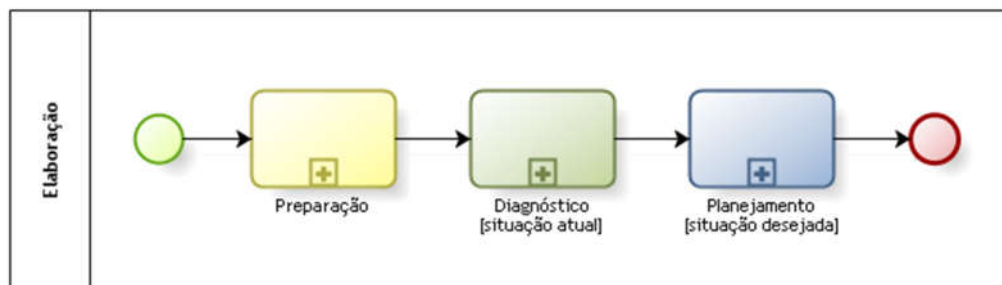 Elaboração
Preparação
Diagnóstico
[situação atual]
Planejamento
[situação desejada]